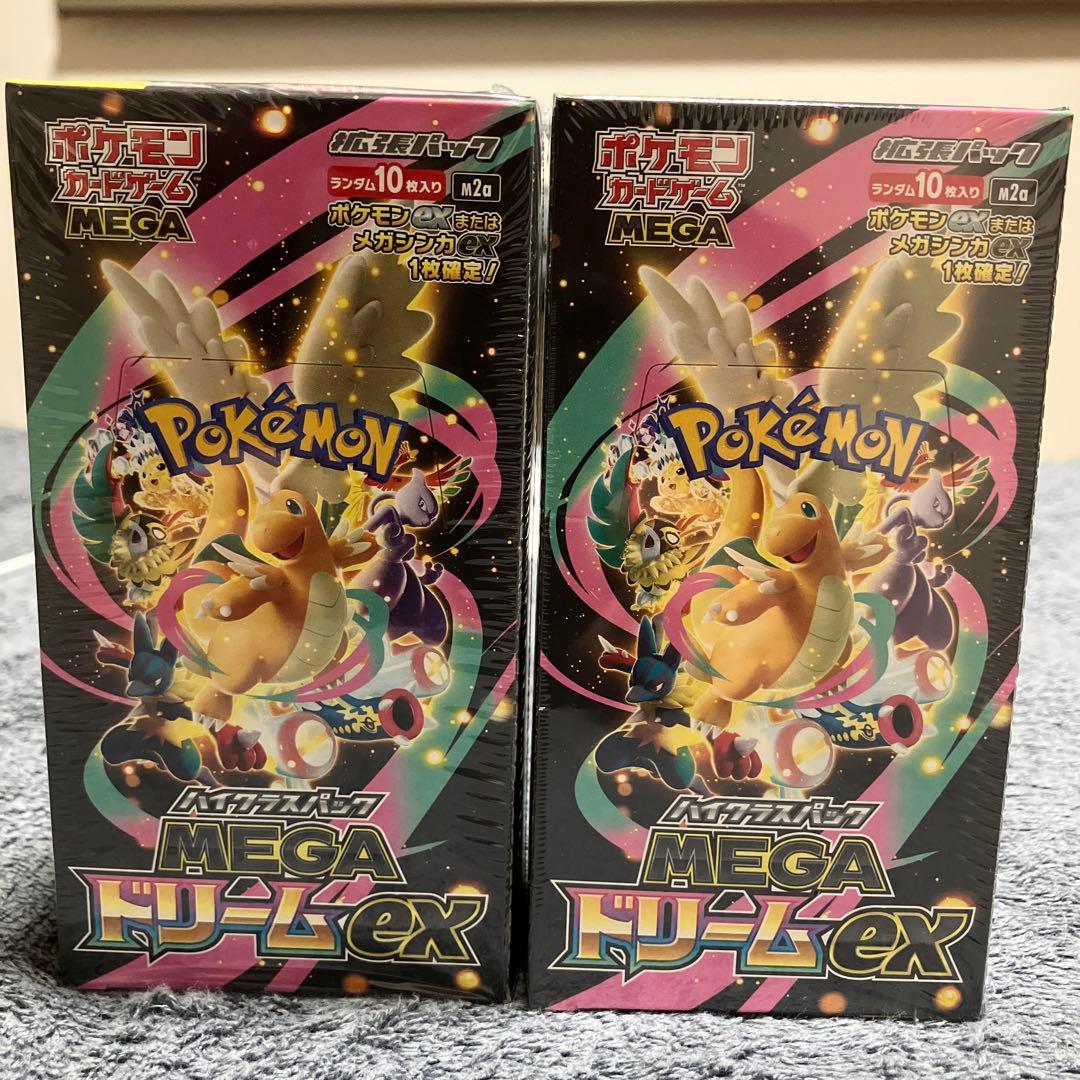 ポケモン
カードゲーム™
MEGA
拡張パック
ランダム10枚入り
M2a
ポケモンexまたは
メガシンカex
1枚確定!
POKéMON
ハイクラスパック
MEGA
ドリームex
ポケモン
カードゲーム™
MEGA
拡張パック
ランダム10枚入り
M2a
ポケモンexまたは
メガシンカex
1枚確定!
POKéMON™
ハイクラスパック
MEGA
ドリームex